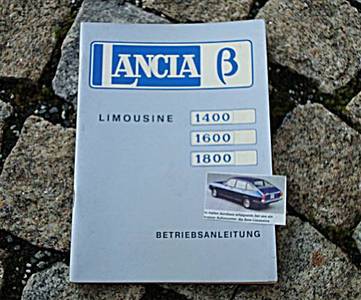 LANCIA β
LIMOUSINE 1400
1600
1800
BETRIEBSANLEITUNG